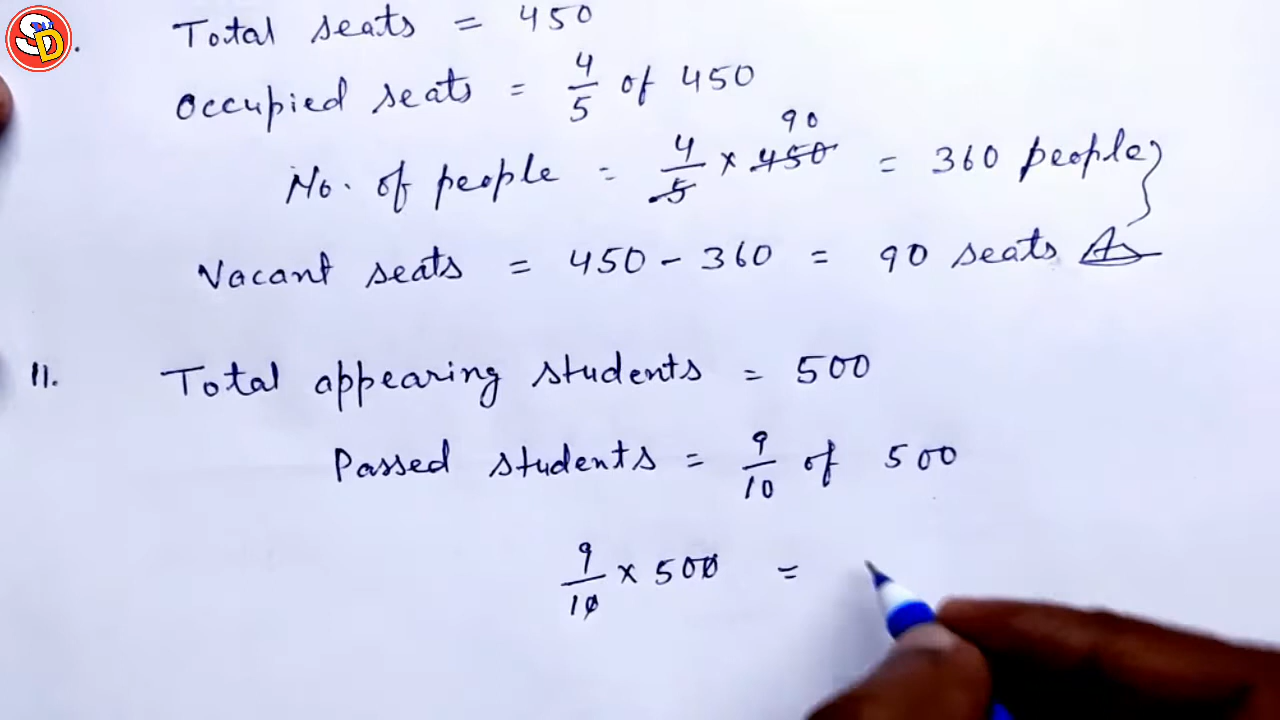 SD
Total seats = 450
Occupied seats = 4/5 of 450
90
No. of people = 4/5 × 450 = 360 people
Vacant seats = 450 - 360 = 90 seats
11. Total appearing students = 500
Passed students = 9/10 of 500
9/10 × 500 =